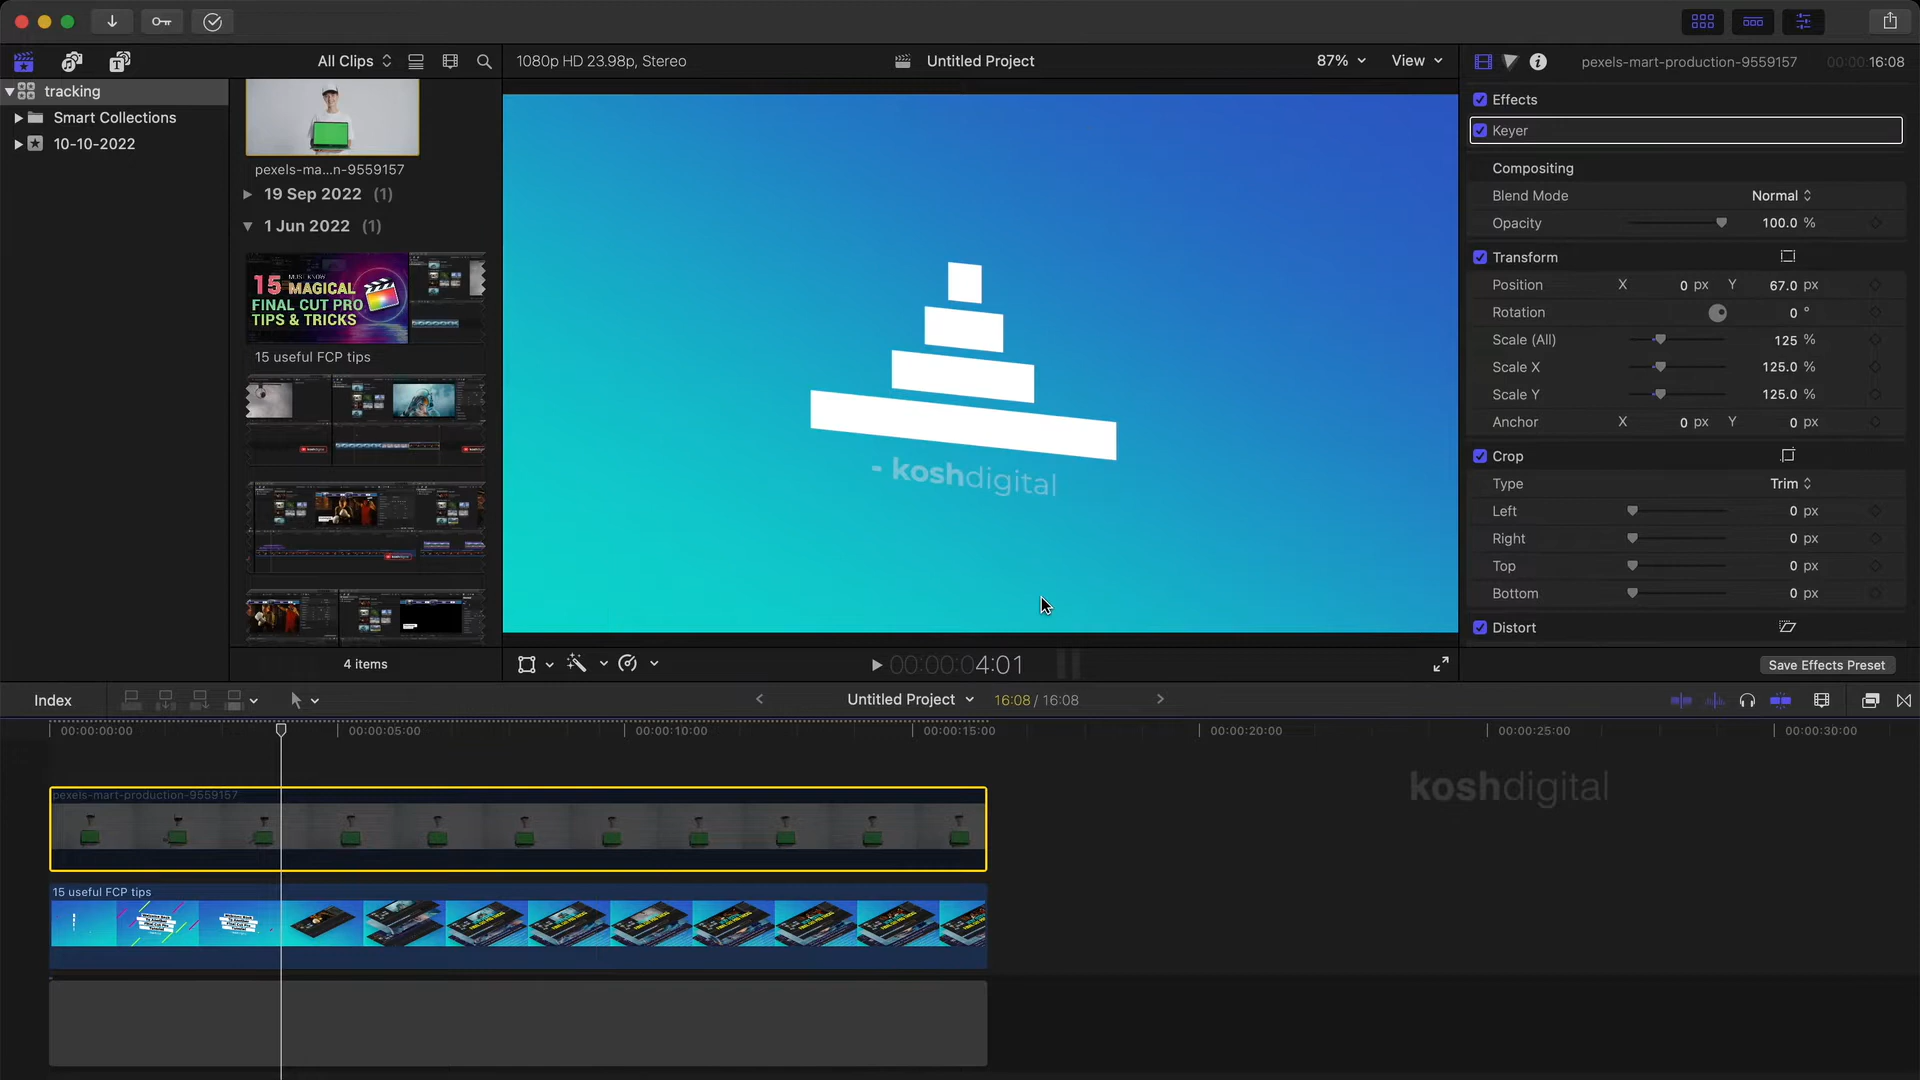 All Clips
1080p HD 23.98p, Stereo
Untitled Project
87%
View
pexels-mart-production-9559157
00:00:16:08
tracking
Smart Collections
10-10-2022
pexels-ma...n-9559157
19 Sep 2022 (1)
1 Jun 2022 (1)
15 MUST KNOW
MAGICAL
FINAL CUT PRO
TIPS & TRICKS
15 useful FCP tips
4 items
- koshdigital
00:00:04:01
Effects
Keyer
Compositing
Blend Mode Normal
Opacity 100.0 %
Transform
Position X 0 px Y 67.0 px
Rotation 0 °
Scale (All) 125 %
Scale X 125.0 %
Scale Y 125.0 %
Anchor X 0 px Y 0 px
Crop
Type Trim
Left 0 px
Right 0 px
Top 0 px
Bottom 0 px
Distort
Save Effects Preset
Index
Untitled Project
16:08 / 16:08
00:00:00:00
00:00:05:00
00:00:10:00
00:00:15:00
00:00:20:00
00:00:25:00
00:00:30:00
pexels-mart-production-9559157
koshdigital
15 useful FCP tips